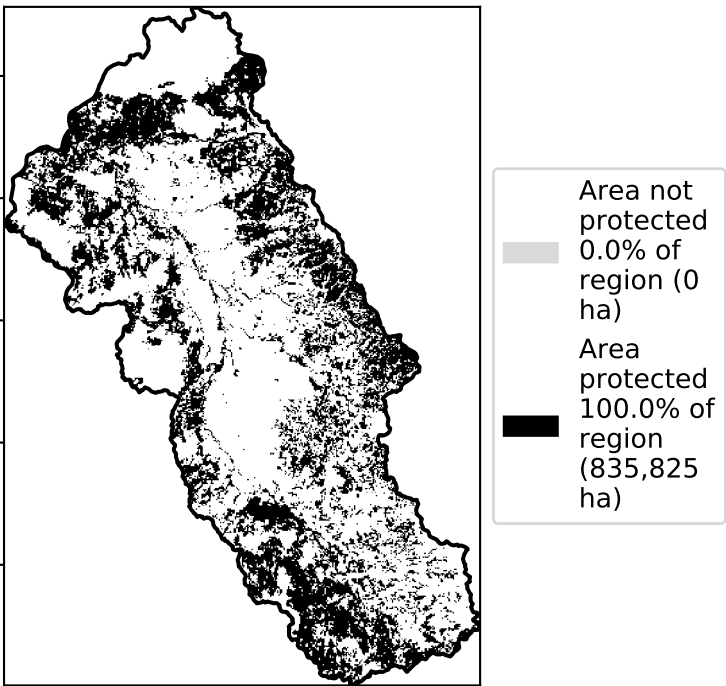 Area not
protected
0.0% of
region (0
ha)
Area
protected
100.0% of
region
(835,825
ha)